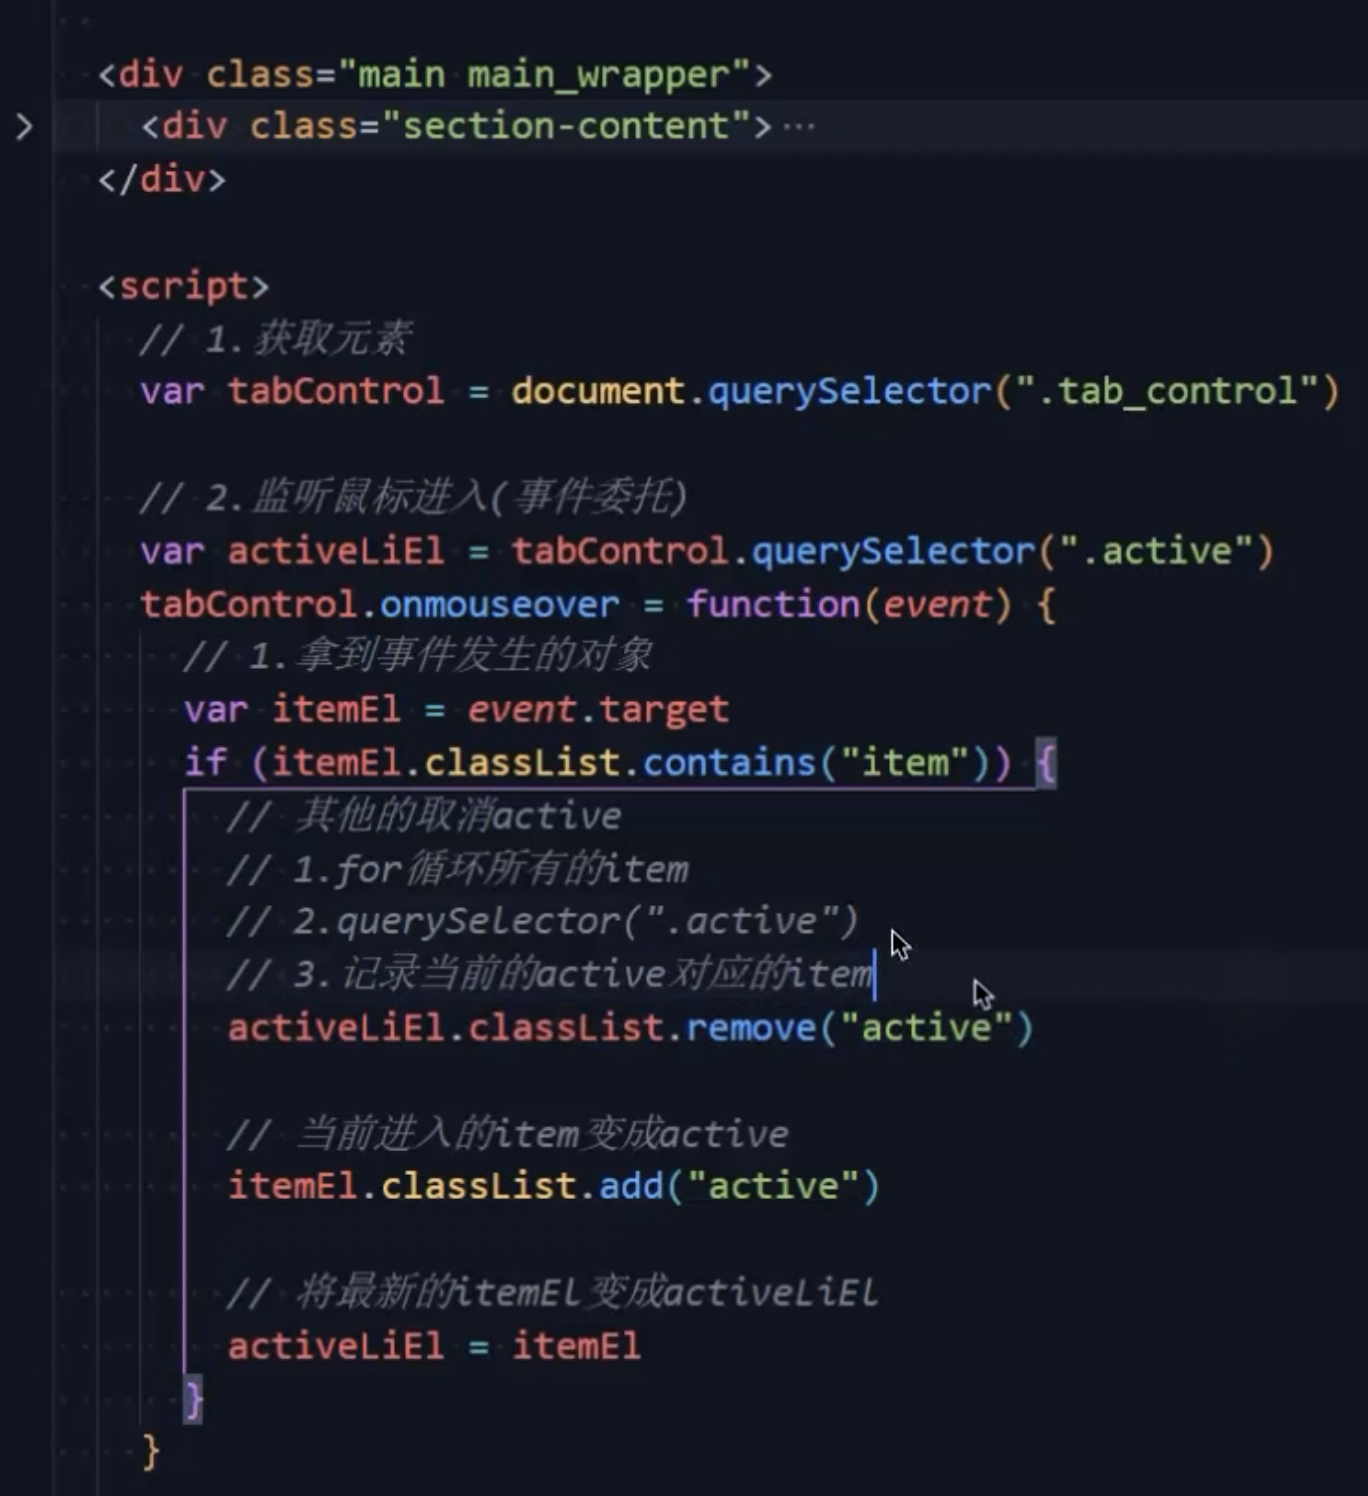 <div class="main main_wrapper">
<div class="section-content">···
</div>
<script>
// 1.获取元素
var tabControl = document.querySelector(".tab_control")
// 2.监听鼠标进入(事件委托)
var activeLiEl = tabControl.querySelector(".active")
tabControl.onmouseover = function(event) {
// 1.拿到事件发生的对象
var itemEl = event.target
if (itemEl.classList.contains("item")) {
// 其他的取消active
// 1.for循环所有的item
// 2.querySelector(".active")
// 3.记录当前的active对应的item
activeLiEl.classList.remove("active")
// 当前进入的item变成active
itemEl.classList.add("active")
// 将最新的itemEl变成activeLiEl
activeLiEl = itemEl
}
}